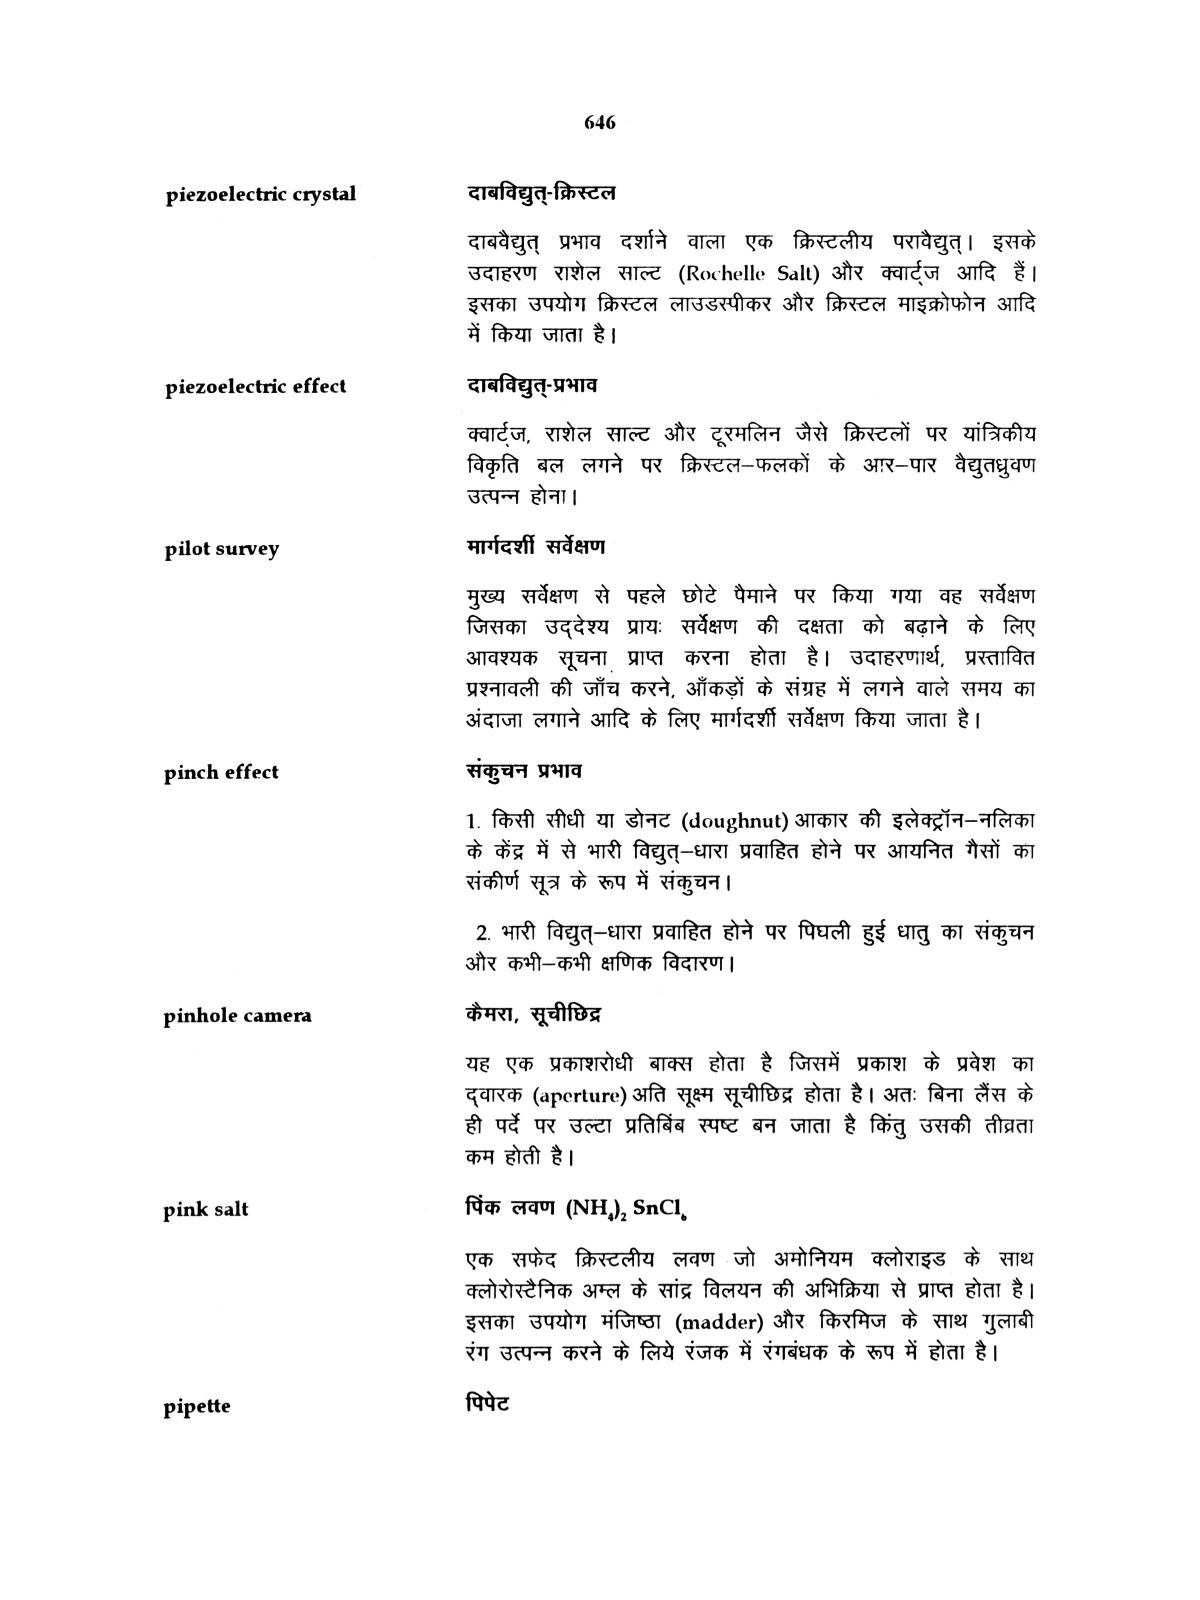 646
piezoelectric crystal दाबविद्युत्-क्रिस्टल
दाबवैद्युत् प्रभाव दर्शाने वाला एक क्रिस्टलीय परावैद्युत्। इसके
उदाहरण राशेल साल्ट (Rochelle Salt) और क्वार्ट्ज आदि हैं।
इसका उपयोग क्रिस्टल लाउडस्पीकर और क्रिस्टल माइक्रोफोन आदि
में किया जाता है।
piezoelectric effect दाबविद्युत्-प्रभाव
क्वार्ट्ज, राशेल साल्ट और टूरमलिन जैसे क्रिस्टलों पर यांत्रिकीय
विकृति बल लगने पर क्रिस्टल–फलकों के आर–पार वैद्युतध्रुवण
उत्पन्न होना।
pilot survey मार्गदर्शी सर्वेक्षण
मुख्य सर्वेक्षण से पहले छोटे पैमाने पर किया गया वह सर्वेक्षण
जिसका उद्देश्य प्रायः सर्वेक्षण की दक्षता को बढ़ाने के लिए
आवश्यक सूचना प्राप्त करना होता है। उदाहरणार्थ, प्रस्तावित
प्रश्नावली की जाँच करने, आँकड़ों के संग्रह में लगने वाले समय का
अंदाजा लगाने आदि के लिए मार्गदर्शी सर्वेक्षण किया जाता है।
pinch effect संकुचन प्रभाव
1. किसी सीधी या डोनट (doughnut) आकार की इलेक्ट्रॉन–नलिका
के केंद्र में से भारी विद्युत्–धारा प्रवाहित होने पर आयनित गैसों का
संकीर्ण सूत्र के रूप में संकुचन।
2. भारी विद्युत्–धारा प्रवाहित होने पर पिघली हुई धातु का संकुचन
और कभी–कभी क्षणिक विदारण।
pinhole camera कैमरा, सूचीछिद्र
यह एक प्रकाशरोधी बाक्स होता है जिसमें प्रकाश के प्रवेश का
द्वारक (aperture) अति सूक्ष्म सूचीछिद्र होता है। अतः बिना लैंस के
ही पर्दे पर उल्टा प्रतिबिंब स्पष्ट बन जाता है किंतु उसकी तीव्रता
कम होती है।
pink salt पिंक लवण (NH₄)₂ SnCl₆
एक सफेद क्रिस्टलीय लवण जो अमोनियम क्लोराइड के साथ
क्लोरोस्टैनिक अम्ल के सांद्र विलयन की अभिक्रिया से प्राप्त होता है।
इसका उपयोग मंजिष्ठा (madder) और किरमिज के साथ गुलाबी
रंग उत्पन्न करने के लिये रंजक में रंगबंधक के रूप में होता है।
pipette पिपेट